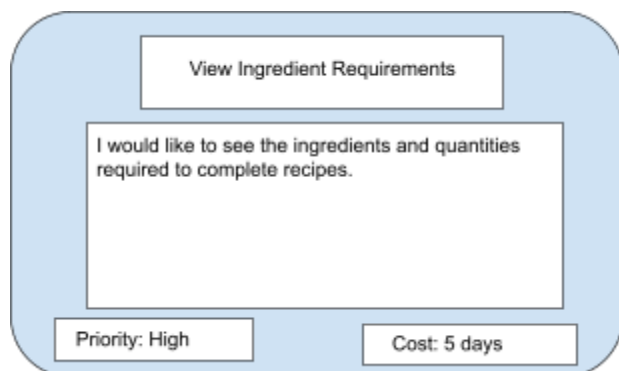 View Ingredient Requirements
I would like to see the ingredients and quantities
required to complete recipes.
Priority: High
Cost: 5 days